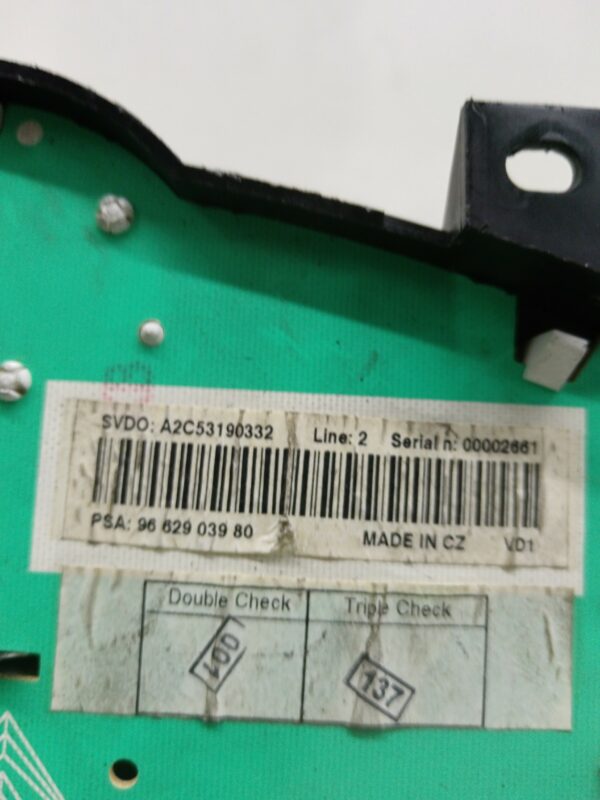 SVDO: A2C53190332 Line: 2 Serial n: 00002661
PSA: 96 629 039 80 MADE IN CZ VD1
Double Check Triple Check
001 137